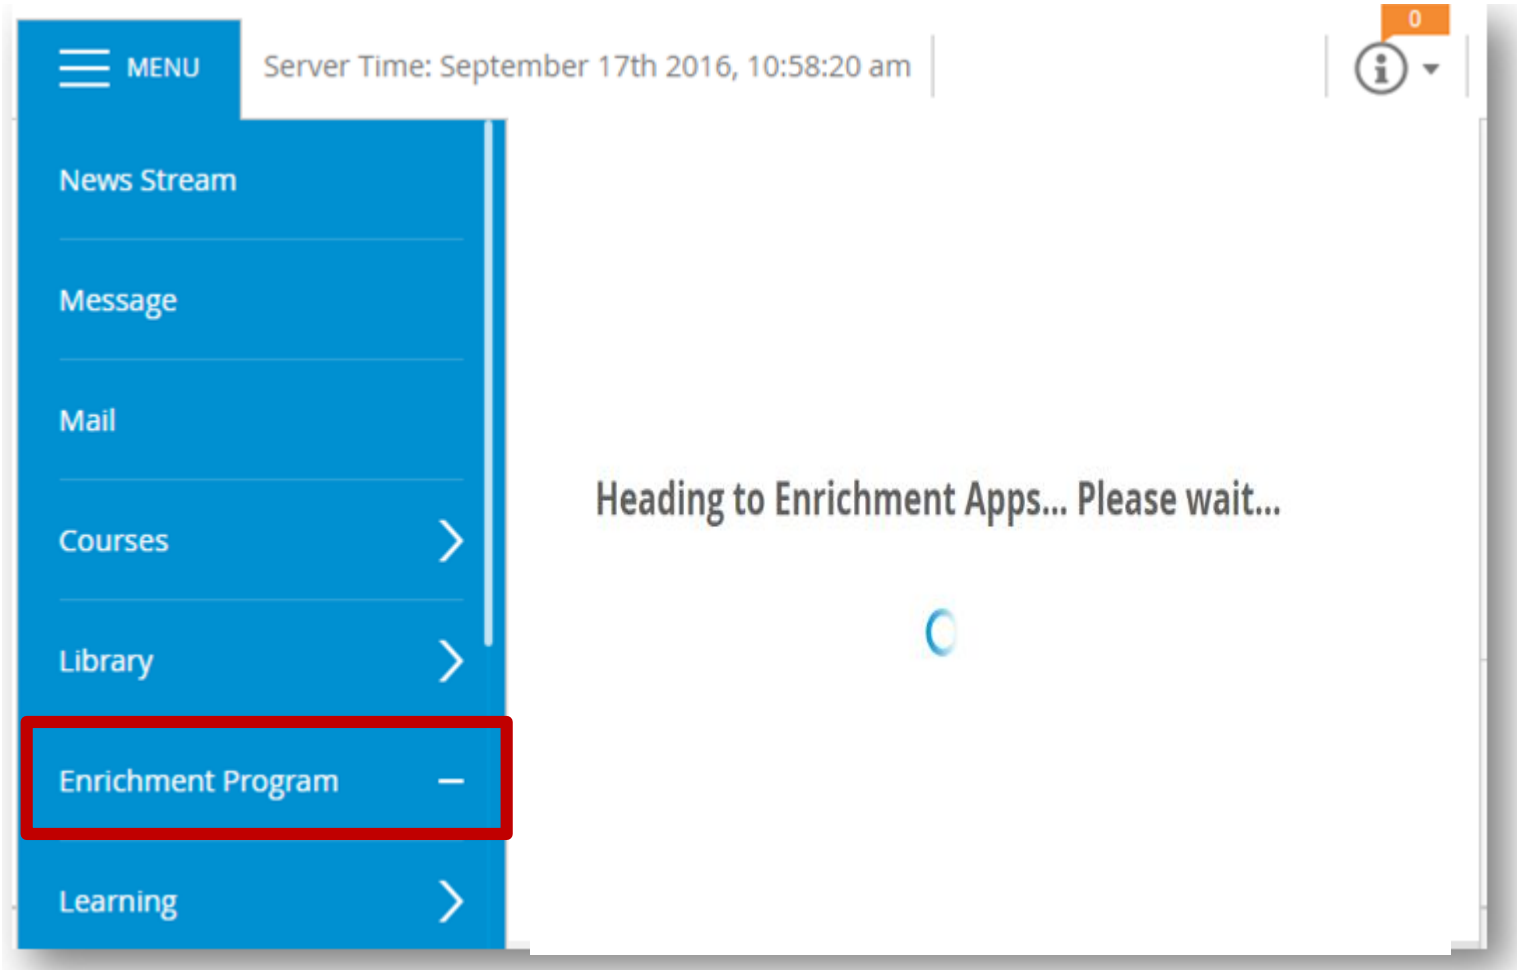 0
MENU
Server Time: September 17th 2016, 10:58:20 am
News Stream
Message
Mail
Courses
Library
Enrichment Program
Learning
Heading to Enrichment Apps... Please wait...